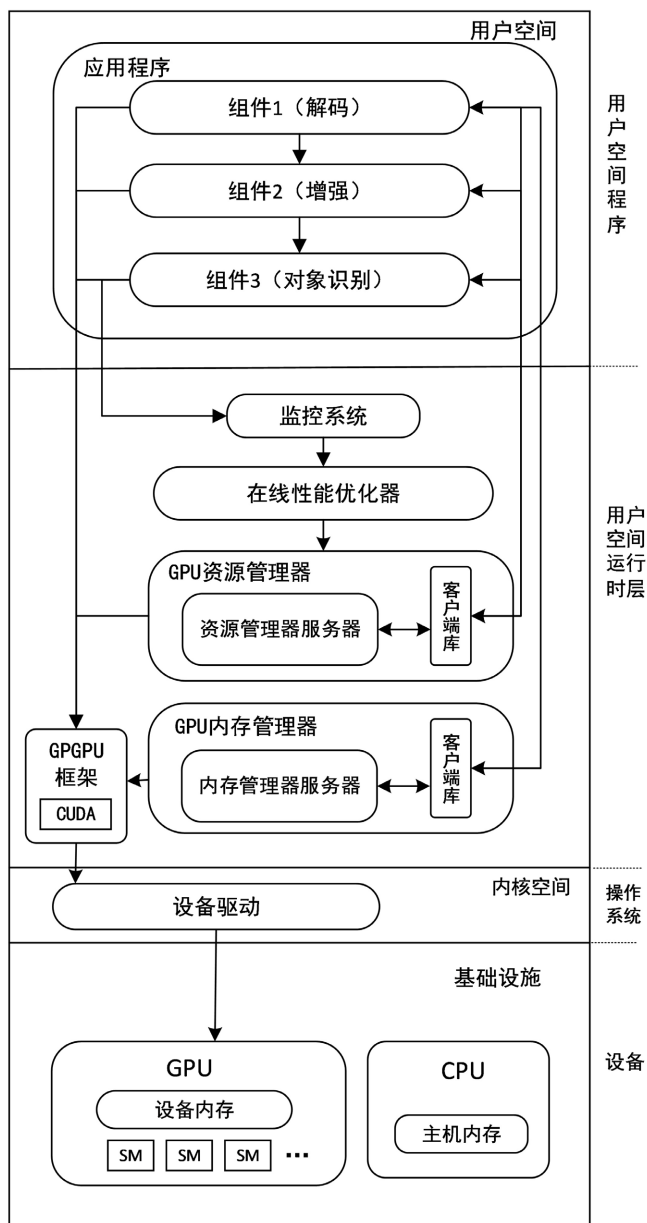 用户空间
应用程序
组件1（解码）
组件2（增强）
组件3（对象识别）
用
户
空
间
程
序
监控系统
在线性能优化器
GPU资源管理器
资源管理器服务器
客
户
端
库
用户
空间
运行
时层
GPU内存管理器
内存管理器服务器
客
户
端
库
GPGPU
框架
CUDA
内核空间
设备驱动
操作
系统
基础设施
GPU
设备内存
SM
SM
SM
...
CPU
主机内存
设备